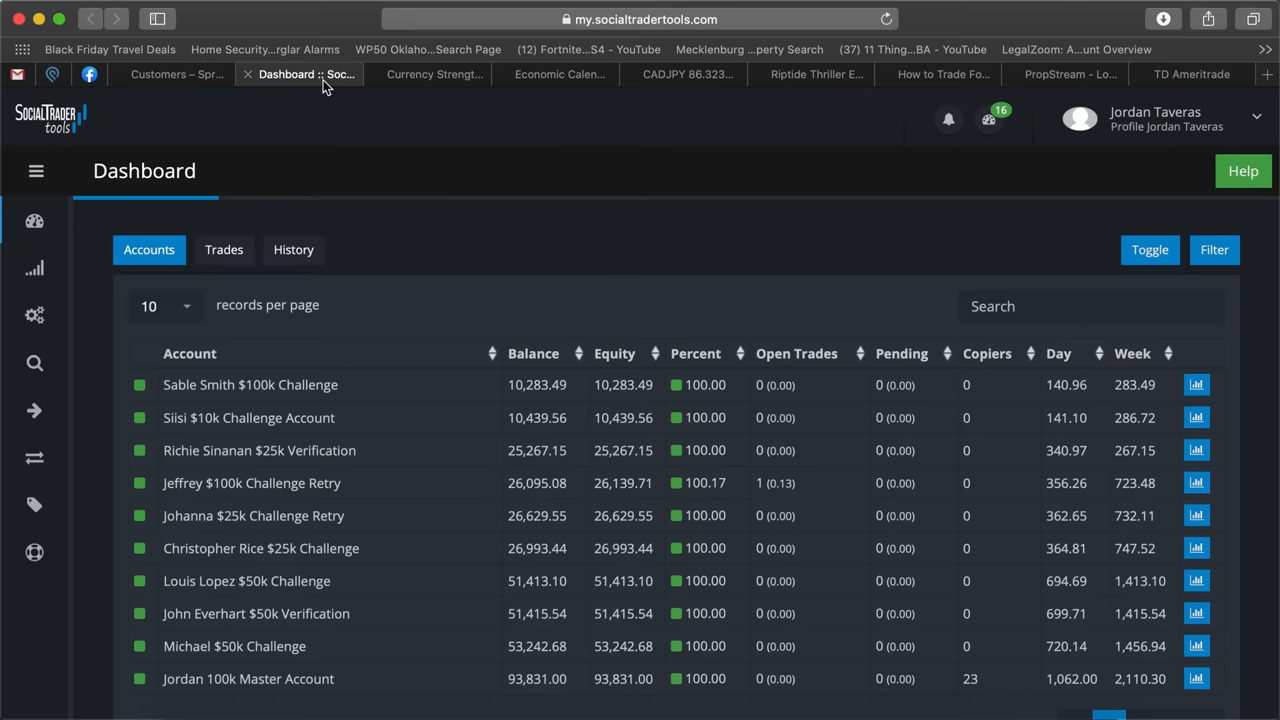 my.socialtradertools.com
Black Friday Travel Deals Home Security...rglar Alarms WP50 Oklaho...Search Page (12) Fortnite...S4 - YouTube Mecklenburg ...perty Search (37) 11 Thing...BA - YouTube LegalZoom: A...unt Overview
Customers – Spr... Dashboard :: Soc... Currency Strengt... Economic Calen... CADJPY 86.323... Riptide Thriller E... How to Trade Fo... PropStream - Lo... TD Ameritrade
SOCIALTRADER tools
16
Jordan Taveras
Profile Jordan Taveras
Dashboard Help
Accounts Trades History Toggle Filter
10 records per page Search
Account Balance Equity Percent Open Trades Pending Copiers Day Week
Sable Smith $100k Challenge 10,283.49 10,283.49 100.00 0 (0.00) 0 (0.00) 0 140.96 283.49
Siisi $10k Challenge Account 10,439.56 10,439.56 100.00 0 (0.00) 0 (0.00) 0 141.10 286.72
Richie Sinanan $25k Verification 25,267.15 25,267.15 100.00 0 (0.00) 0 (0.00) 0 340.97 267.15
Jeffrey $100k Challenge Retry 26,095.08 26,139.71 100.17 1 (0.13) 0 (0.00) 0 356.26 723.48
Johanna $25k Challenge Retry 26,629.55 26,629.55 100.00 0 (0.00) 0 (0.00) 0 362.65 732.11
Christopher Rice $25k Challenge 26,993.44 26,993.44 100.00 0 (0.00) 0 (0.00) 0 364.81 747.52
Louis Lopez $50k Challenge 51,413.10 51,413.10 100.00 0 (0.00) 0 (0.00) 0 694.69 1,413.10
John Everhart $50k Verification 51,415.54 51,415.54 100.00 0 (0.00) 0 (0.00) 0 699.71 1,415.54
Michael $50k Challenge 53,242.68 53,242.68 100.00 0 (0.00) 0 (0.00) 0 720.14 1,456.94
Jordan 100k Master Account 93,831.00 93,831.00 100.00 0 (0.00) 0 (0.00) 23 1,062.00 2,110.30